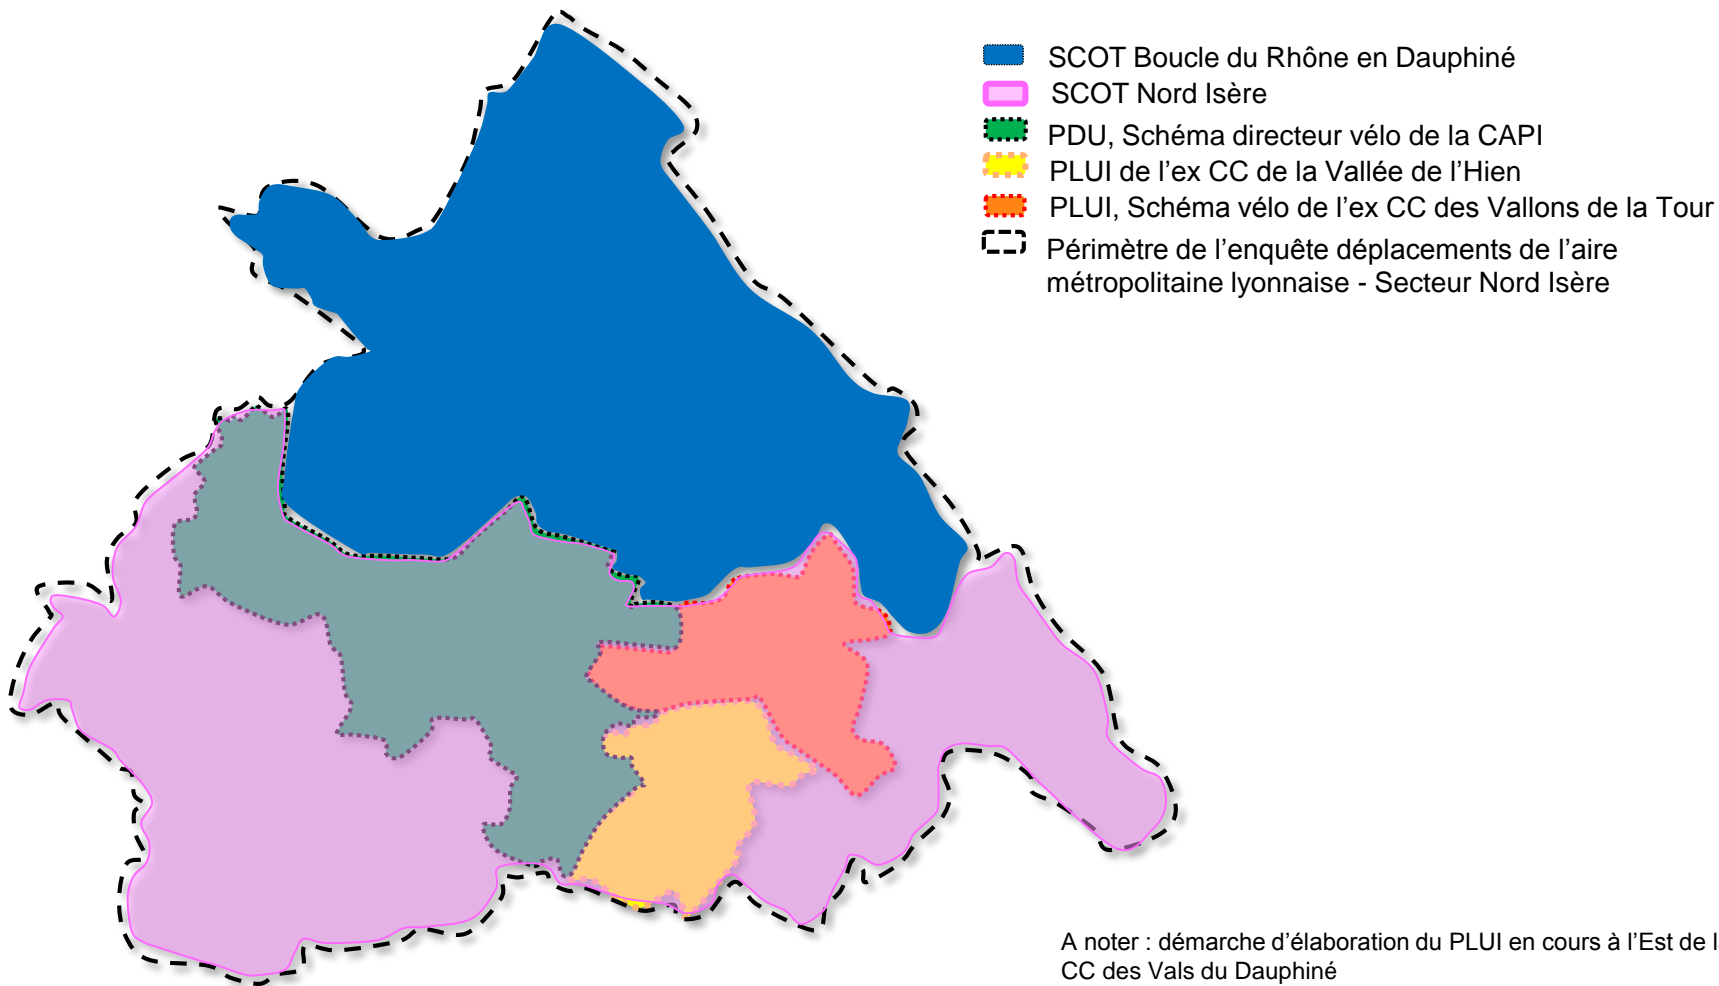 SCOT Boucle du Rhône en Dauphiné
SCOT Nord Isère
PDU, Schéma directeur vélo de la CAPI
PLUI de l’ex CC de la Vallée de l’Hien
PLUI, Schéma vélo de l’ex CC des Vallons de la Tour
Périmètre de l’enquête déplacements de l’aire
métropolitaine lyonnaise - Secteur Nord Isère
A noter : démarche d’élaboration du PLUI en cours à l’Est de l
CC des Vals du Dauphiné